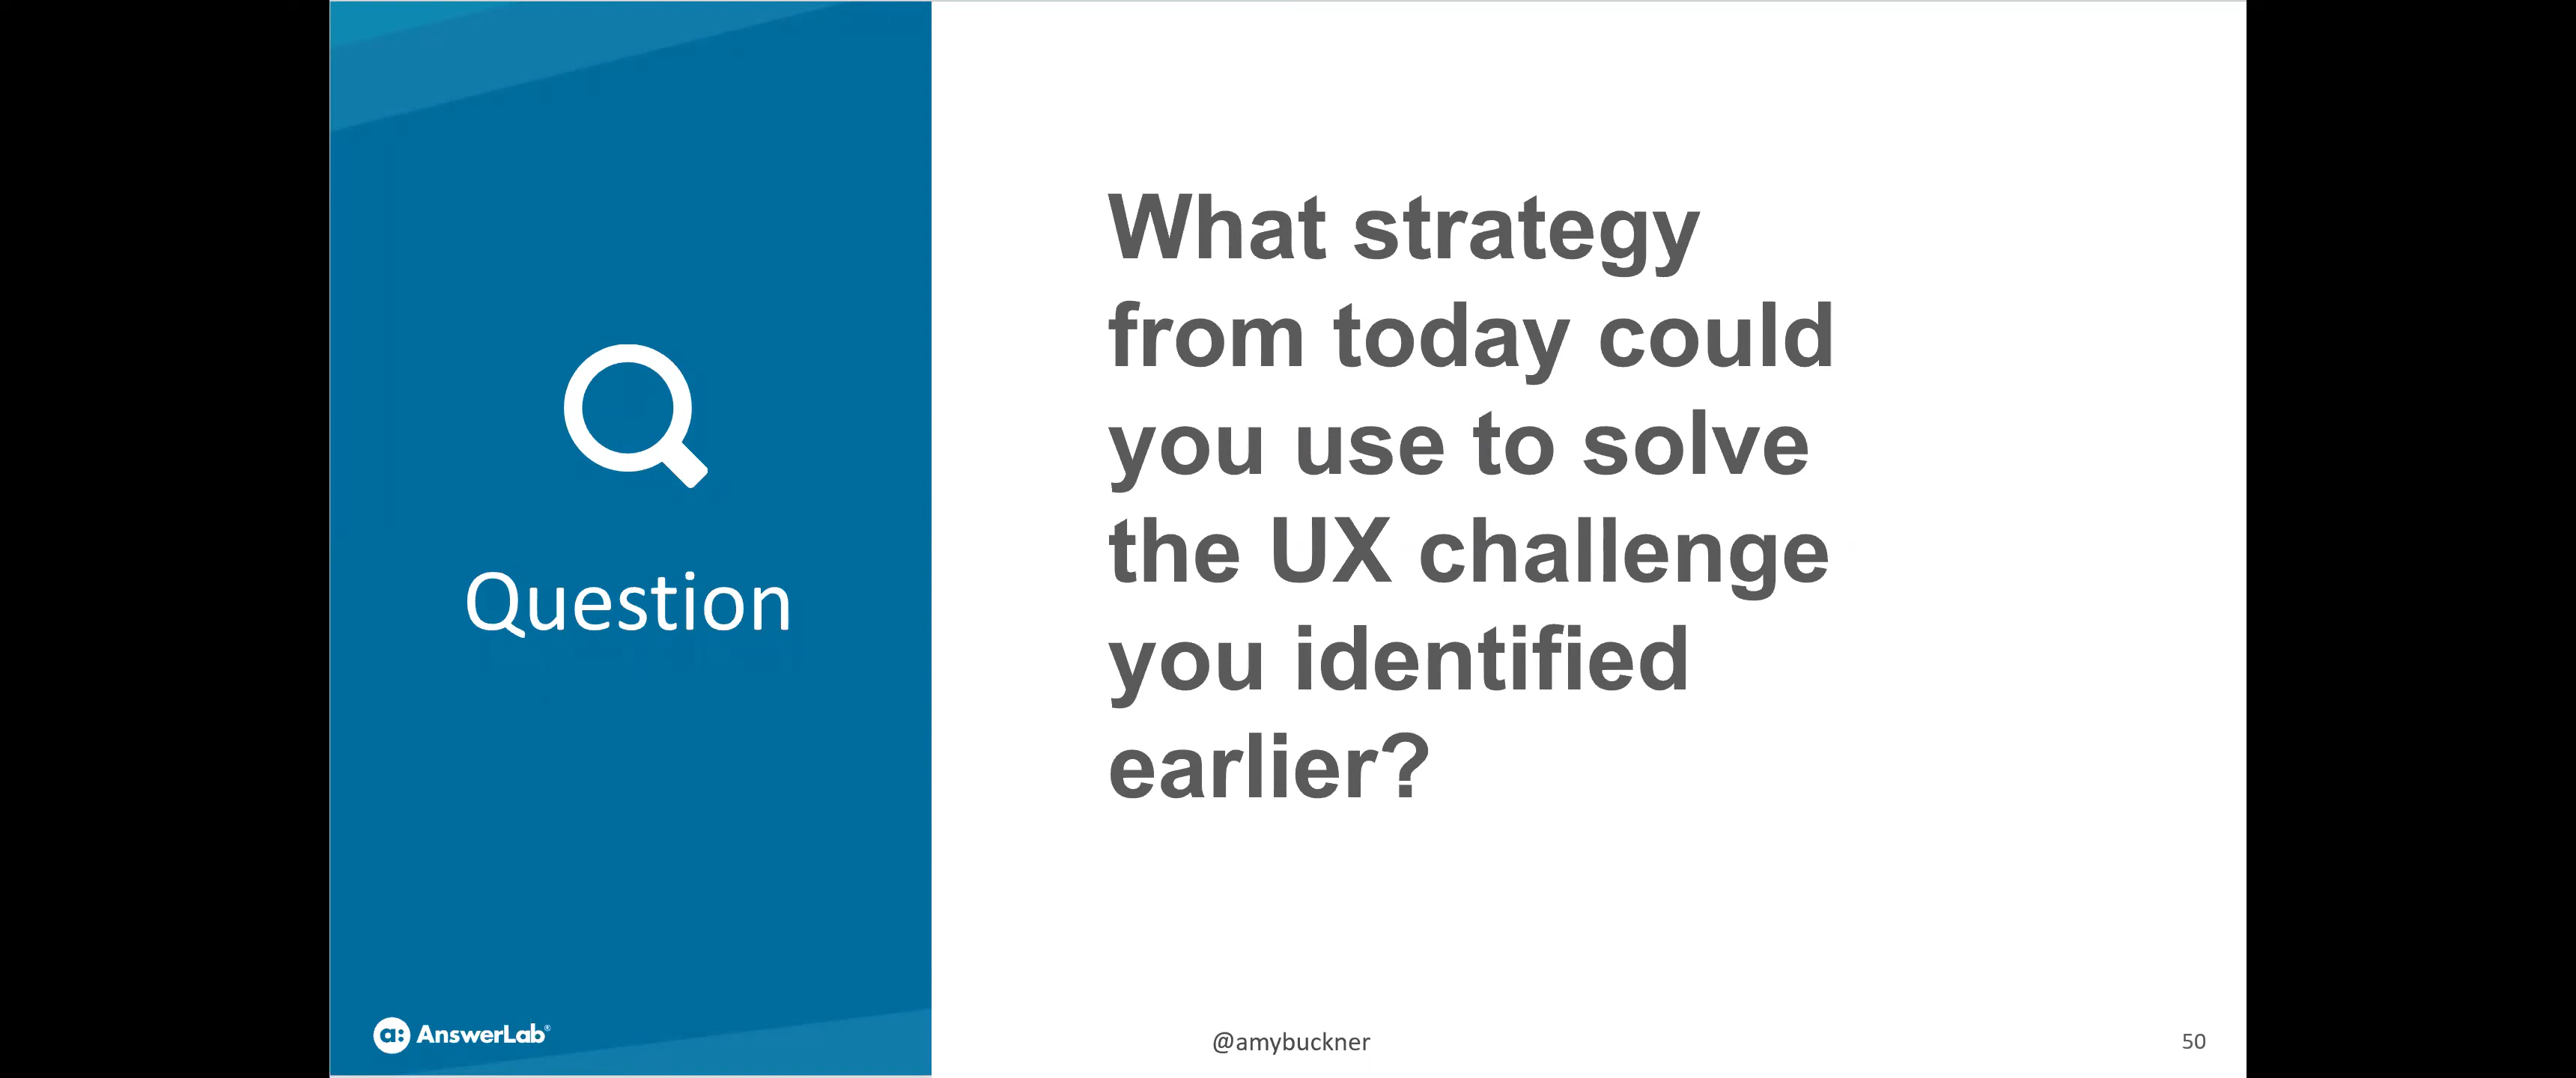 Question
What strategy
from today could
you use to solve
the UX challenge
you identified
earlier?
a: AnswerLab®
@amybuckner
50